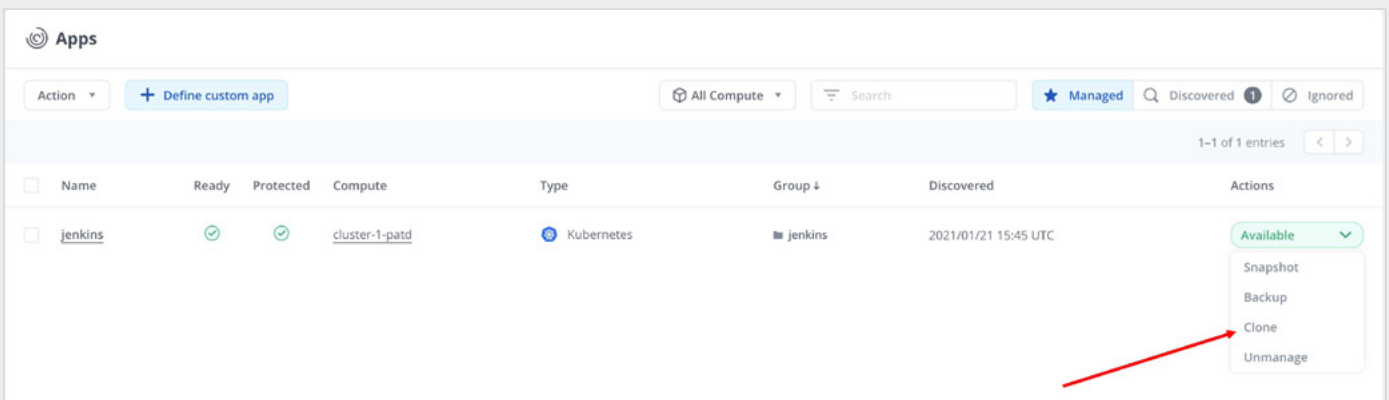 Apps
Action + Define custom app All Compute Search Managed Discovered 1 Ignored
1–1 of 1 entries < >
Name Ready Protected Compute Type Group ↓ Discovered Actions
jenkins cluster-1-patd Kubernetes jenkins 2021/01/21 15:45 UTC Available
Snapshot
Backup
Clone
Unmanage